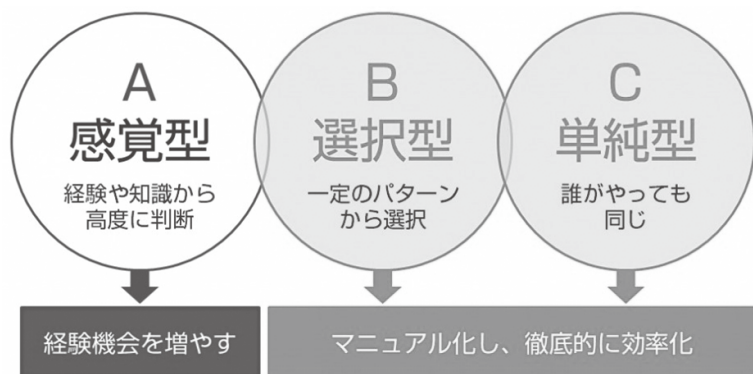 A
感覚型
経験や知識から
高度に判断
B
選択型
一定のパターン
から選択
C
単純型
誰がやっても
同じ
経験機会を増やす
マニュアル化し、徹底的に効率化